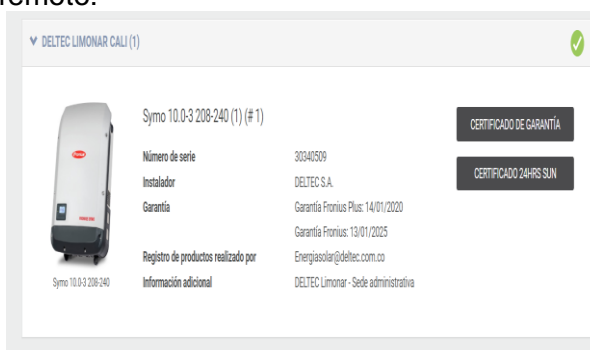 remoto.
DELTEC LIMONAR CALI (1)
Symo 10.0-3 208-240 (1) (# 1)
CERTIFICADO DE GARANTÍA
Número de serie 30340509
Instalador DELTEC S.A.
CERTIFICADO 24HRS SUN
Garantía Garantía Fronius Plus: 14/01/2020
Garantía Fronius: 13/01/2025
Registro de productos realizado por Energiasolar@deltec.com.co
Symo 10.0-3 208-240
Información adicional DELTEC Limonar - Sede administrativa